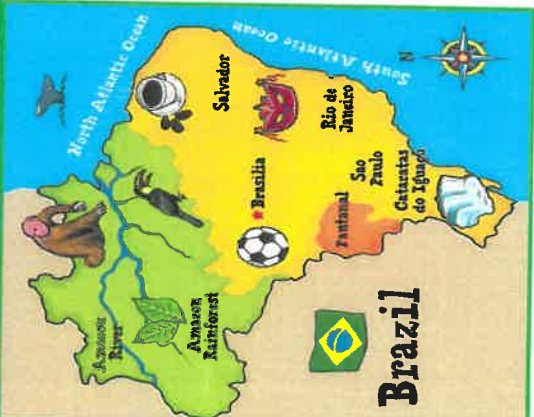 North Atlantic Ocean
South Atlantic Ocean
N
Amazon
River
Amazon
Rainforest
Salvador
Brasilia
Rio de
Janeiro
Pantanal
Sao
Paulo
Cataratas
do Iguaçu
Brazil